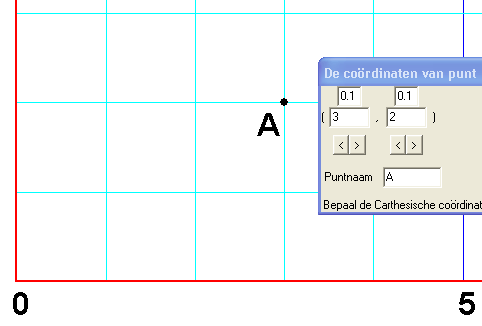 De coördinaten van punt
0.1 0.1
( 3 , 2 )
< > < >
A
Puntnaam A
Bepaal de Carthesische coördinat
0 5